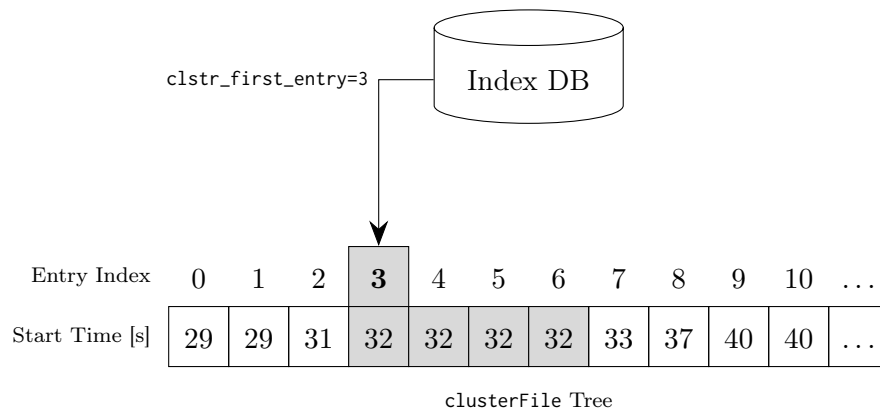 Index DB
clstr_first_entry=3
Entry Index 0 1 2 3 4 5 6 7 8 9 10 ...
Start Time [s] 29 29 31 32 32 32 32 33 37 40 40 ...
clusterFile Tree